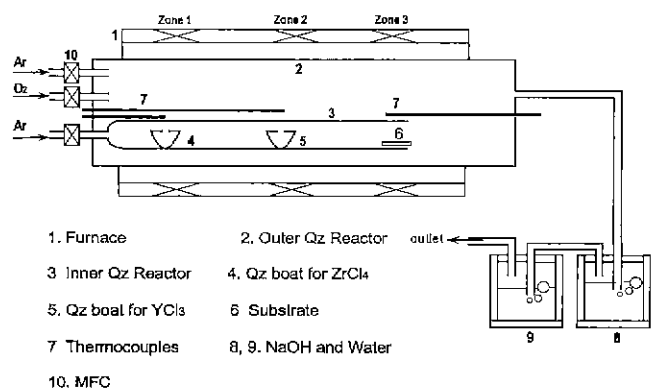 Zone 1 Zone 2 Zone 3
1
10
2
Ar
O₂
7
7
3
Ar
4
5
6
1. Furnace
2. Outer Qz Reactor
outlet
3 Inner Qz Reactor
4. Qz boat for ZrCl₄
5. Qz boat for YCl₃
6 Substrate
7 Thermocouples
8, 9. NaOH and Water
9
8
10. MFC